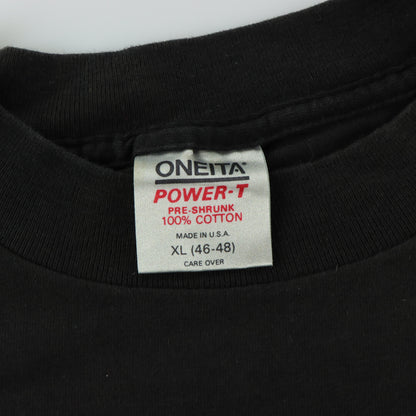 ONEITA®
POWER-T
PRE-SHRUNK
100% COTTON
MADE IN U.S.A.
XL (46-48)
CARE OVER